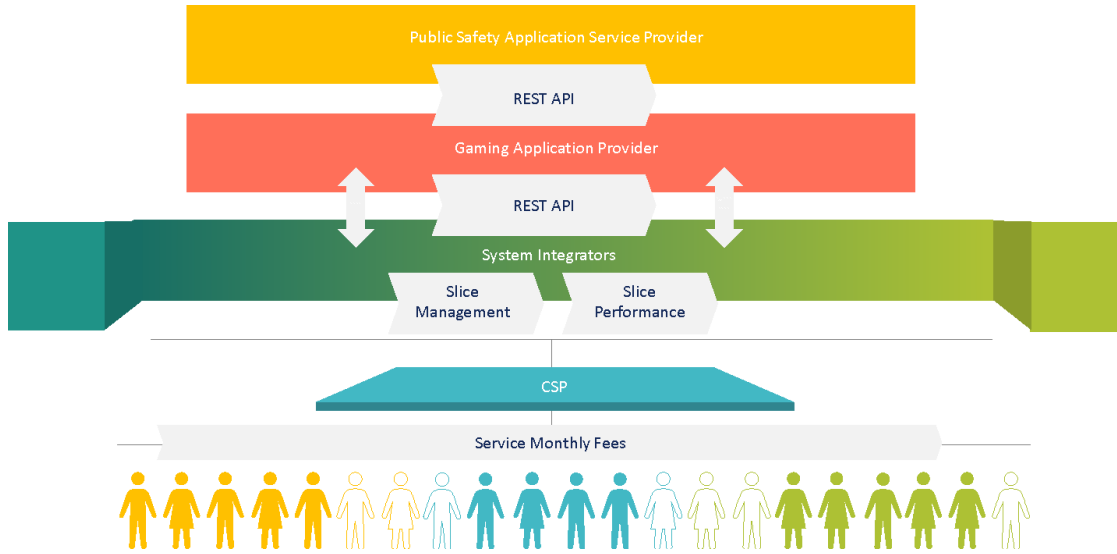 Public Safety Application Service Provider
REST API
Gaming Application Provider
REST API
System Integrators
Slice
Management
Slice
Performance
CSP
Service Monthly Fees